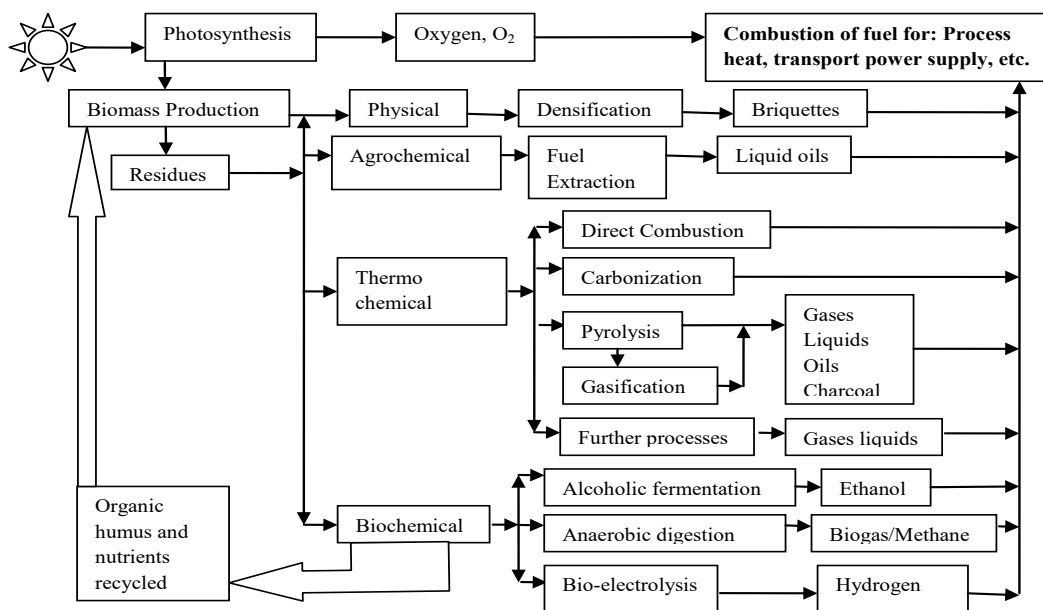 Photosynthesis
Oxygen, O₂
Combustion of fuel for: Process
heat, transport power supply, etc.
Biomass Production
Physical
Densification
Briquettes
Residues
Agrochemical
Fuel
Extraction
Liquid oils
Direct Combustion
Thermo
chemical
Carbonization
Pyrolysis
Gasification
Gases
Liquids
Oils
Charcoal
Further processes
Gases liquids
Organic
humus and
nutrients
recycled
Biochemical
Alcoholic fermentation
Ethanol
Anaerobic digestion
Biogas/Methane
Bio-electrolysis
Hydrogen